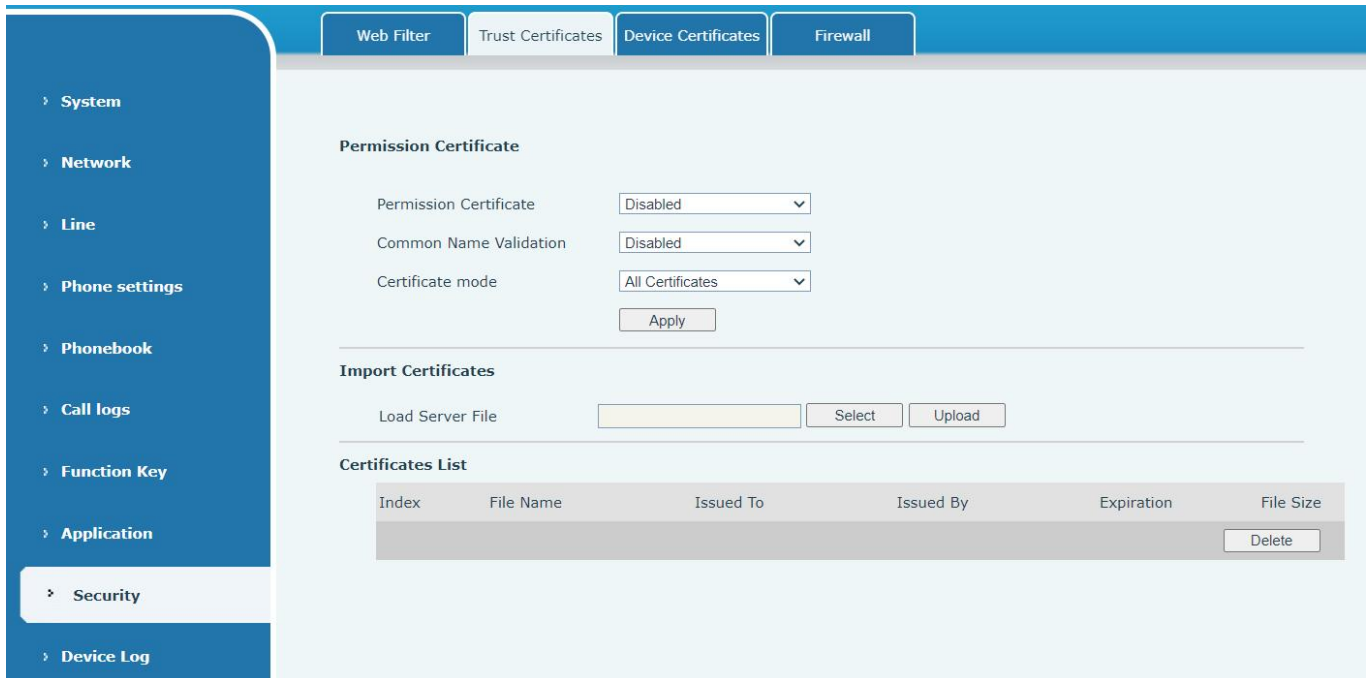 Web Filter Trust Certificates Device Certificates Firewall
System
Network
Line
Phone settings
Phonebook
Call logs
Function Key
Application
Security
Device Log
Permission Certificate
Permission Certificate Disabled
Common Name Validation Disabled
Certificate mode All Certificates
Apply
Import Certificates
Load Server File Select Upload
Certificates List
Index File Name Issued To Issued By Expiration File Size
Delete